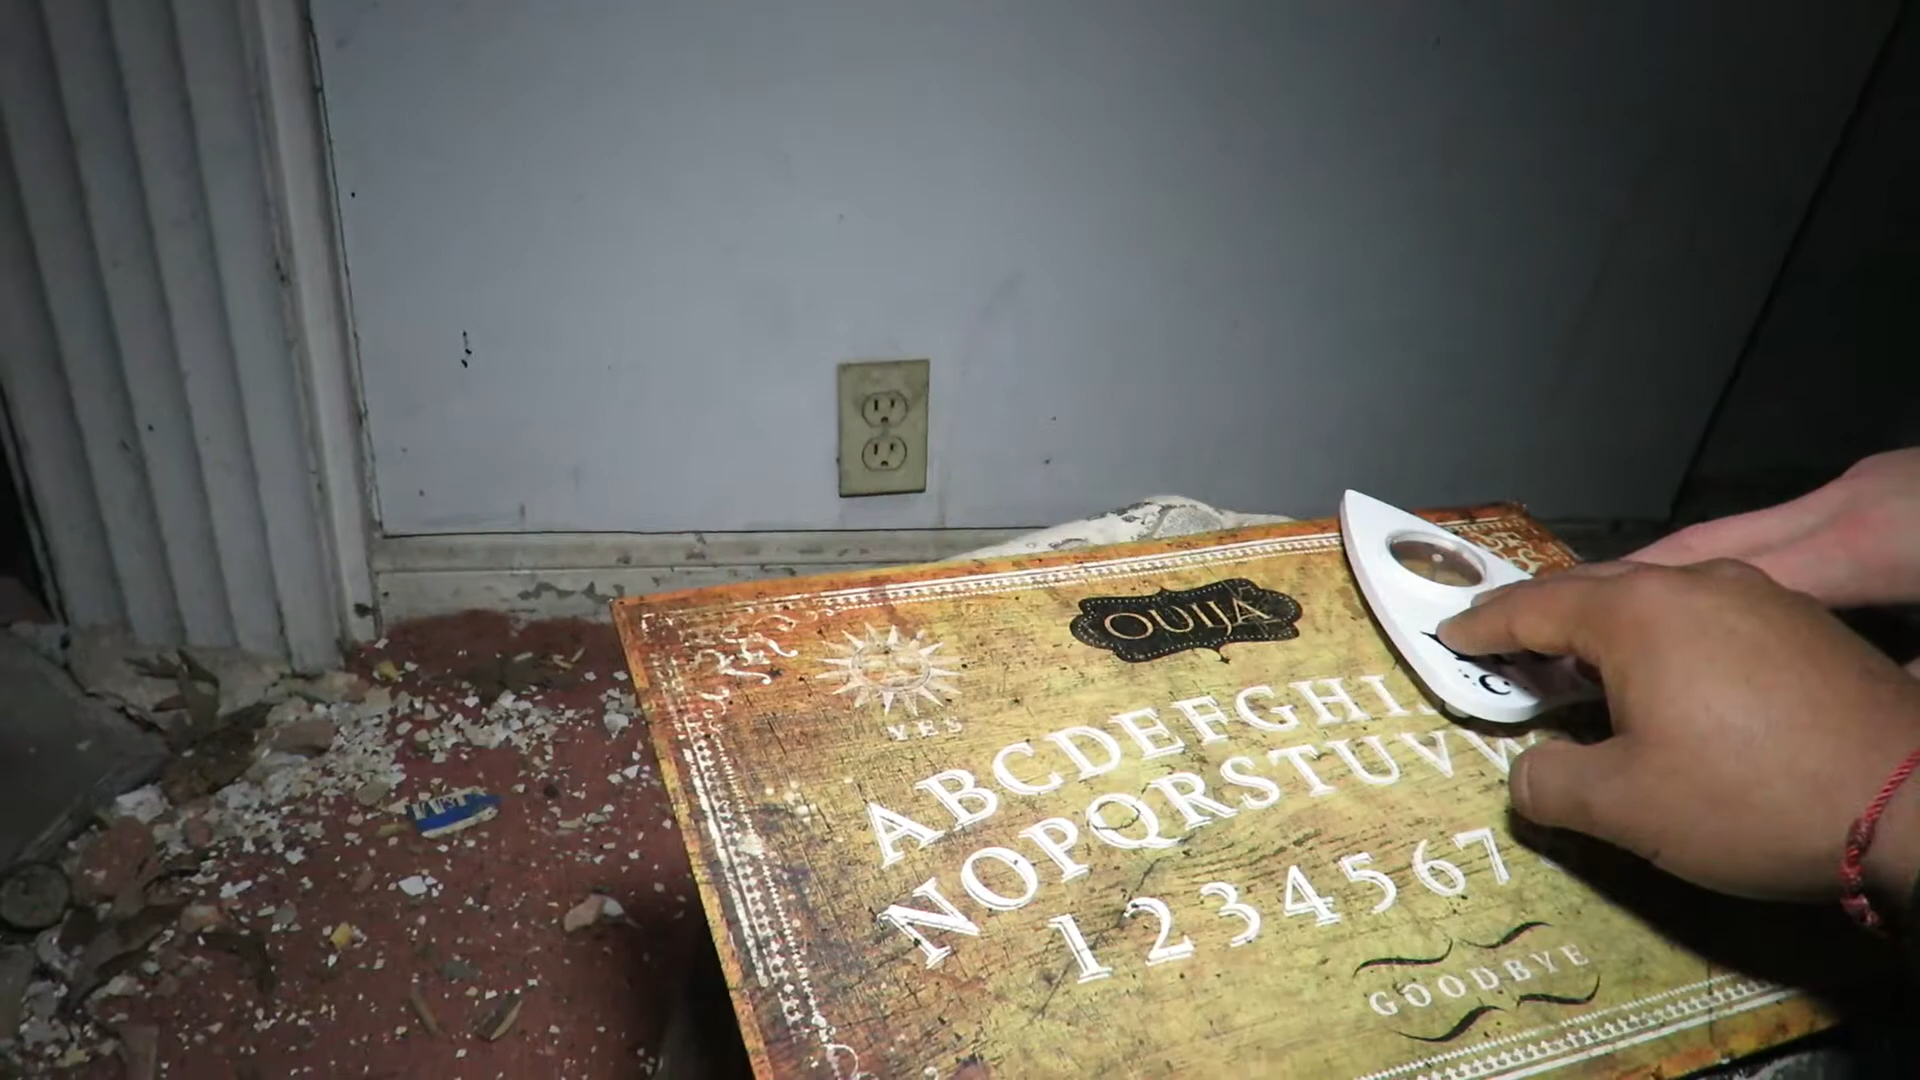 OUIJA
YES
ABCDEFGHI
NOPQRSTUVW
1234567
GOODBYE